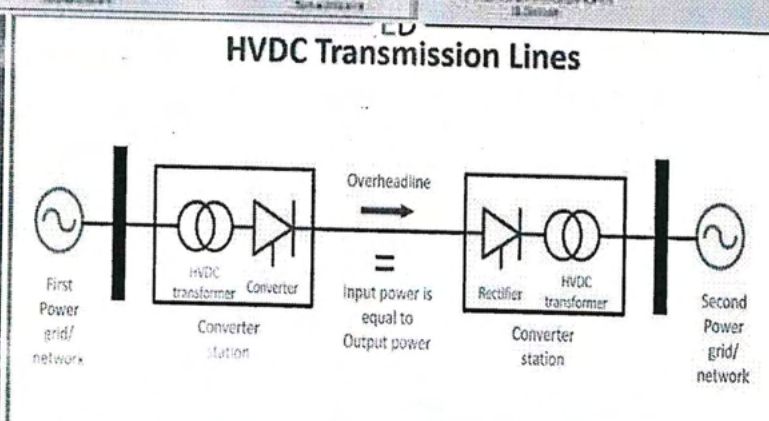 HVDC Transmission Lines
Overheadline
HVDC
transformer
Converter
Converter
station
First
Power
grid/
network
=
Input power is
equal to
Output power
Rectifier
HVDC
transformer
Converter
station
Second
Power
grid/
network